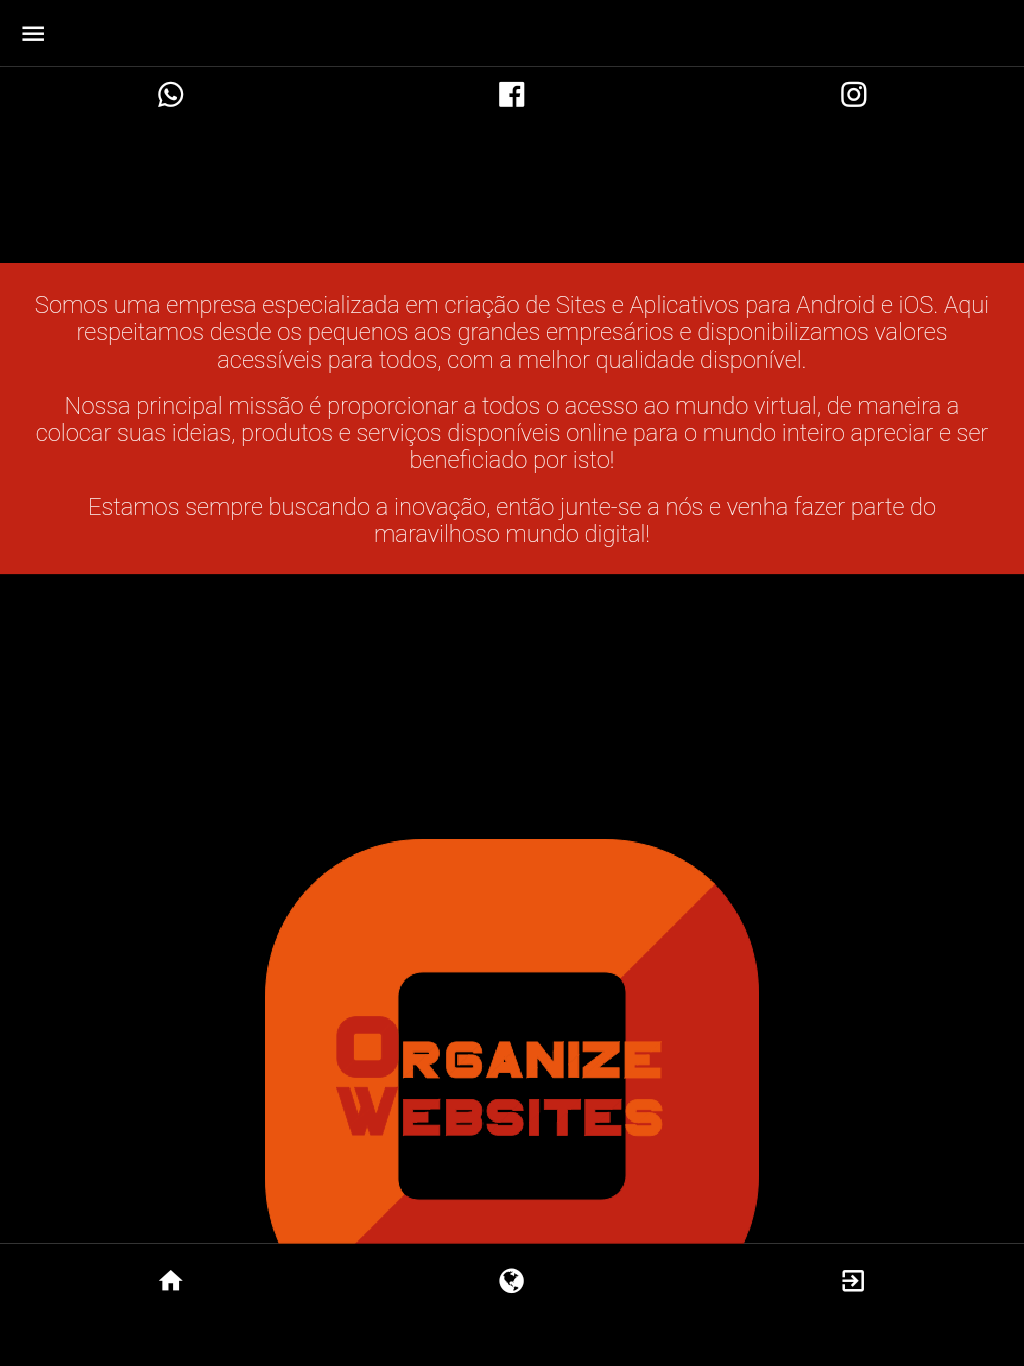 Somos uma empresa especializada em criação de Sites e Aplicativos para Android e iOS. Aqui
respeitamos desde os pequenos aos grandes empresários e disponibilizamos valores
acessíveis para todos, com a melhor qualidade disponível.
Nossa principal missão é proporcionar a todos o acesso ao mundo virtual, de maneira a
colocar suas ideias, produtos e serviços disponíveis online para o mundo inteiro apreciar e ser
beneficiado por isto!
Estamos sempre buscando a inovação, então junte-se a nós e venha fazer parte do
maravilhoso mundo digital!
ORGANIZE
WEBSITES